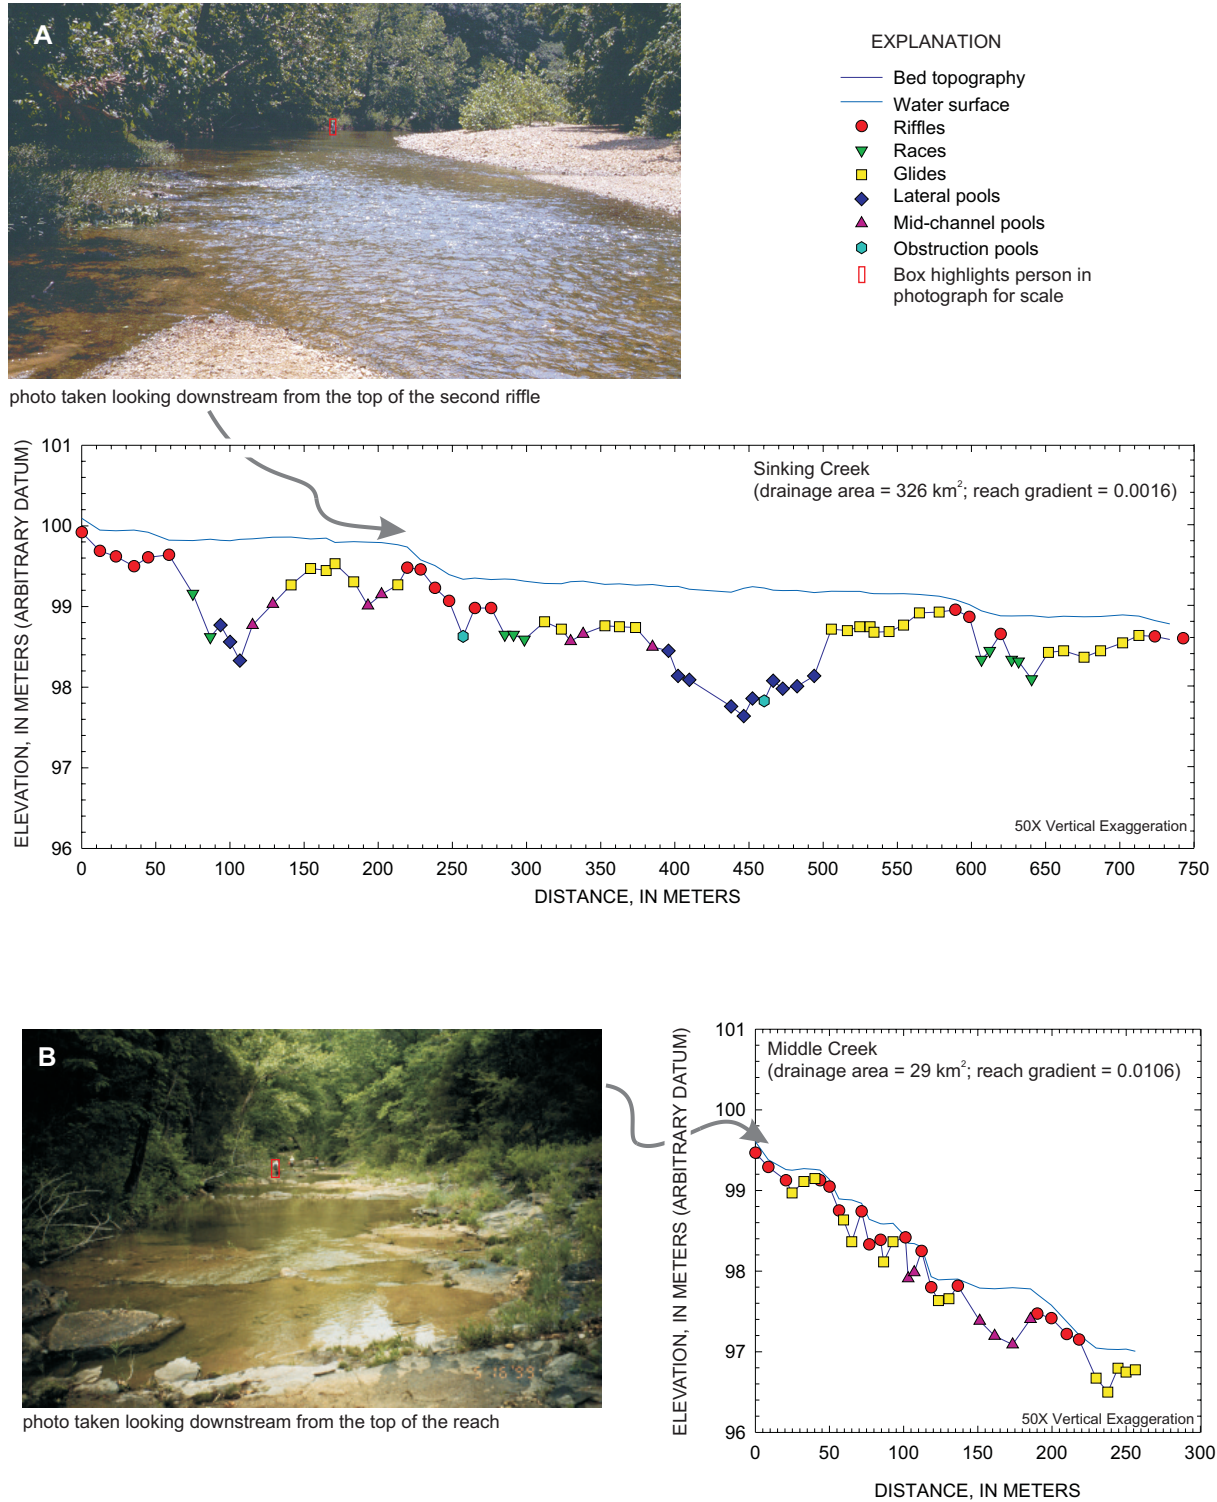 A
EXPLANATION
Bed topography
Water surface
Riffles
Races
Glides
Lateral pools
Mid-channel pools
Obstruction pools
Box highlights person in
photograph for scale
photo taken looking downstream from the top of the second riffle
ELEVATION, IN METERS (ARBITRARY DATUM)
101
100
99
98
97
96
Sinking Creek
(drainage area = 326 km²; reach gradient = 0.0016)
50X Vertical Exaggeration
0 50 100 150 200 250 300 350 400 450 500 550 600 650 700 750
DISTANCE, IN METERS
B
photo taken looking downstream from the top of the reach
ELEVATION, IN METERS (ARBITRARY DATUM)
101
100
99
98
97
96
Middle Creek
(drainage area = 29 km²; reach gradient = 0.0106)
50X Vertical Exaggeration
0 50 100 150 200 250 300
DISTANCE, IN METERS